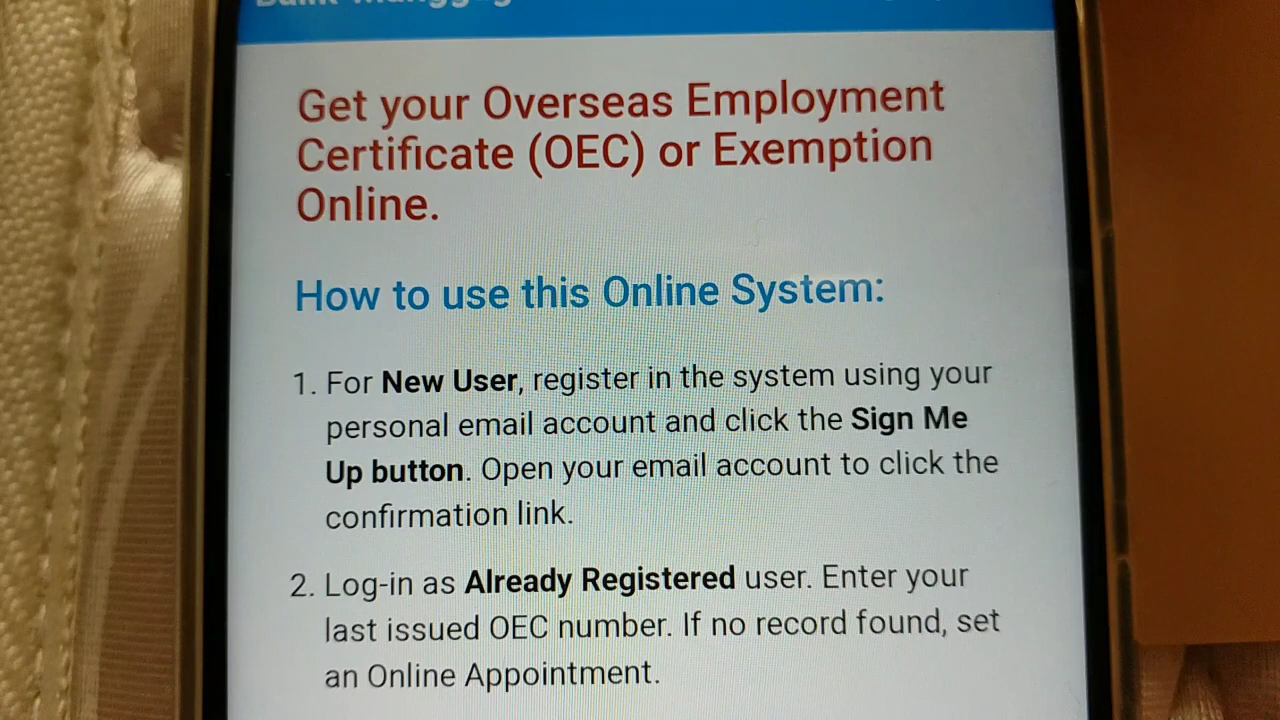 Get your Overseas Employment
Certificate (OEC) or Exemption
Online.
How to use this Online System:
1. For New User, register in the system using your
personal email account and click the Sign Me
Up button. Open your email account to click the
confirmation link.
2. Log-in as Already Registered user. Enter your
last issued OEC number. If no record found, set
an Online Appointment.